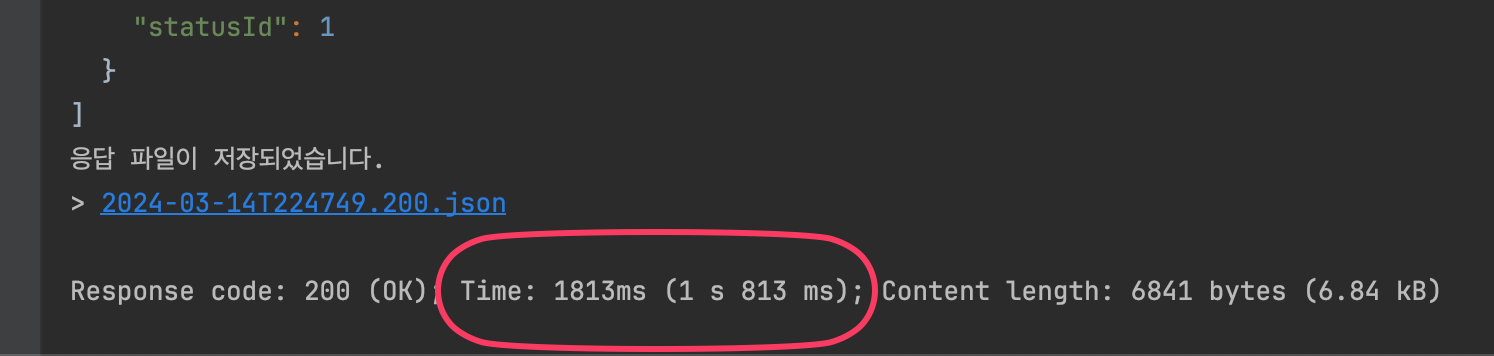 "statusId": 1
}
]
응답 파일이 저장되었습니다.
> 2024-03-14T224749.200.json
Response code: 200 (OK); Time: 1813ms (1 s 813 ms); Content length: 6841 bytes (6.84 kB)